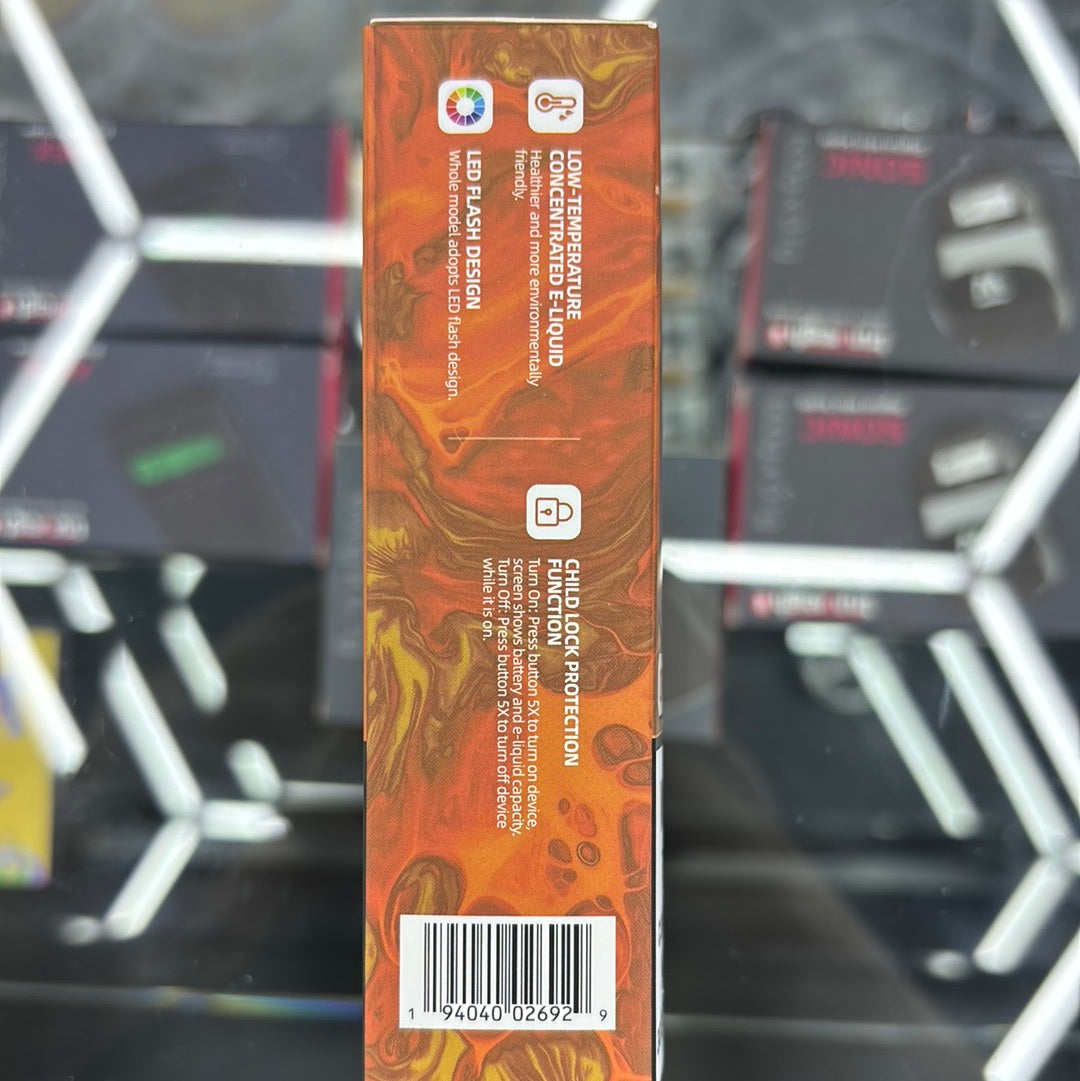 LOW-TEMPERATURE
CONCENTRATED E-LIQUID
Healthier and more environmentally
friendly.
LED FLASH DESIGN
Whole model adopts LED flash design.
CHILD LOCK PROTECTION
FUNCTION
Turn On: Press button 5X to turn on device,
screen shows battery and e-liquid capacity.
Turn Off: Press button 5X to turn off device
while it is on.
1 94040 02692 9
SONIC
SONIC